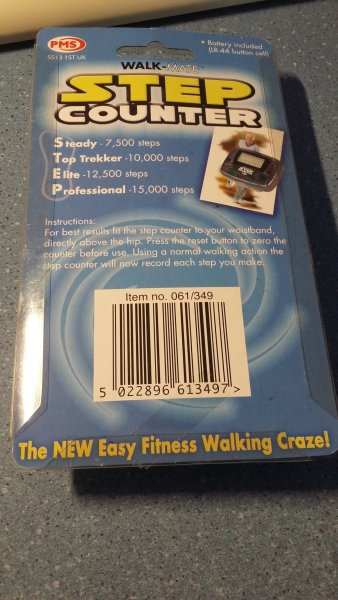 PMS
5513 1ST UK
• Battery included
(LR-44 button cell)
WALK-MATE™
STEP
COUNTER
Steady - 7,500 steps
Top Trekker - 10,000 steps
Elite - 12,500 steps
Professional - 15,000 steps
STEP
Instructions:
For best results fit the step counter to your waistband,
directly above the hip. Press the reset button to zero the
counter before use. Using a normal walking action the
step counter will now record each step you make.
Item no. 061/349
5 022896 613497 >
The NEW Easy Fitness Walking Craze!